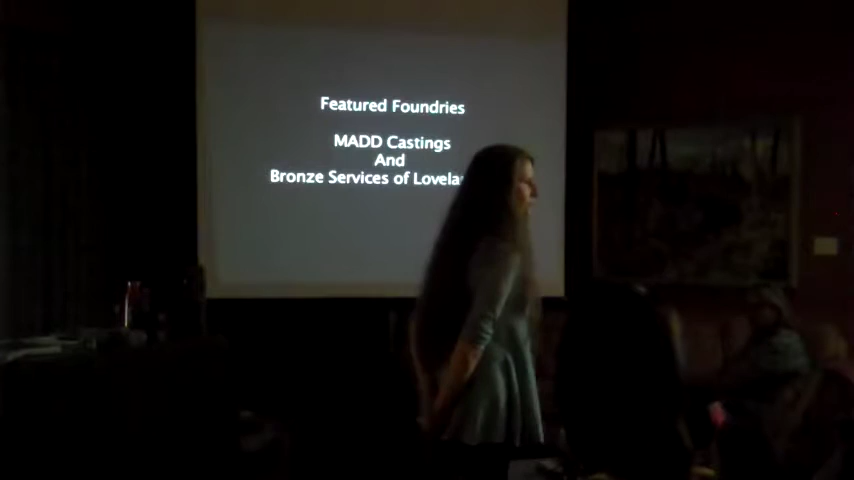 Featured Foundries
MADD Castings
And
Bronze Services of